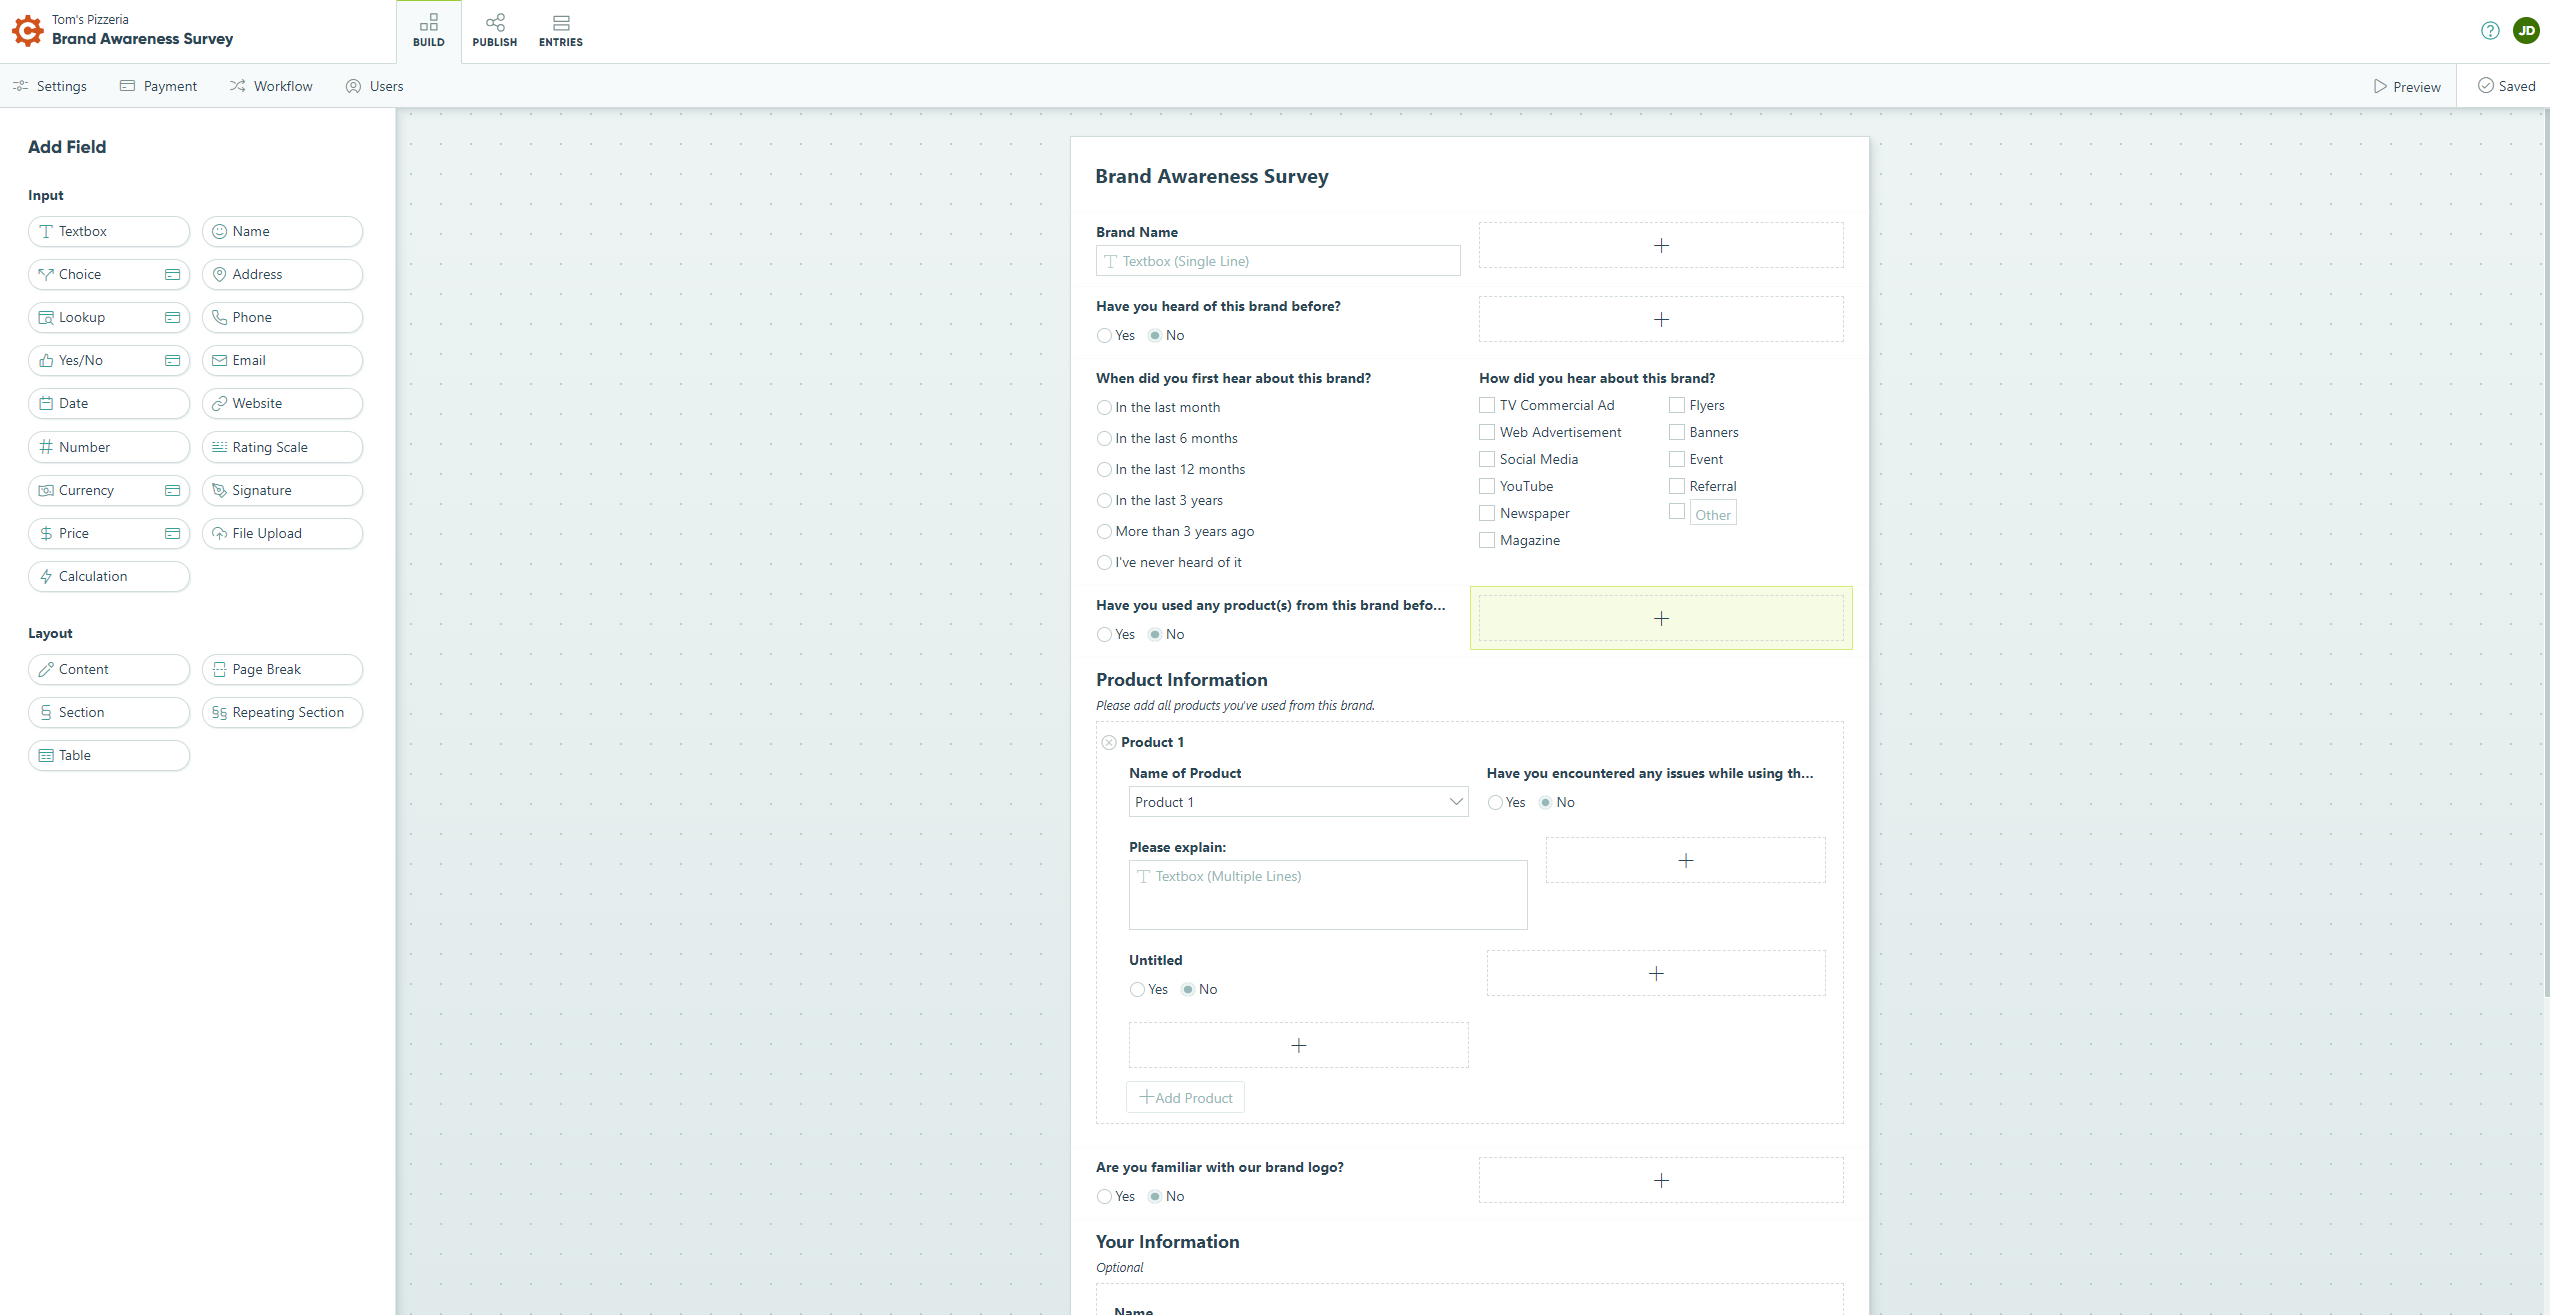 Tom's Pizzeria
Brand Awareness Survey
BUILD
PUBLISH
ENTRIES
JD
Settings
Payment
Workflow
Users
Preview
Saved
Add Field
Input
Textbox
Name
Choice
Address
Lookup
Phone
Yes/No
Email
Date
Website
Number
Rating Scale
Currency
Signature
Price
File Upload
Calculation
Layout
Content
Page Break
Section
Repeating Section
Table
Brand Awareness Survey
Brand Name
Textbox (Single Line)
Have you heard of this brand before?
Yes No
When did you first hear about this brand?
In the last month
In the last 6 months
In the last 12 months
In the last 3 years
More than 3 years ago
I've never heard of it
How did you hear about this brand?
TV Commercial Ad
Web Advertisement
Social Media
YouTube
Newspaper
Magazine
Flyers
Banners
Event
Referral
Other
Have you used any product(s) from this brand befo...
Yes No
Product Information
Please add all products you've used from this brand.
Product 1
Name of Product
Product 1
Have you encountered any issues while using th...
Yes No
Please explain:
Textbox (Multiple Lines)
Untitled
Yes No
Add Product
Are you familiar with our brand logo?
Yes No
Your Information
Optional
Name